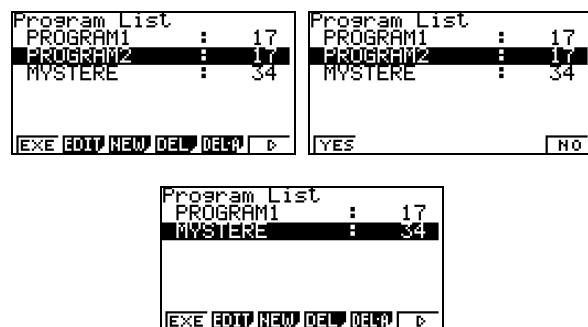 Program List
PROGRAM1 : 17
PROGRAM2 : 17
MYSTERE : 34
EXE EDIT NEW DEL DEL·A ▷
Program List
PROGRAM1 : 17
PROGRAM2 : 17
MYSTERE : 34
YES NO
Program List
PROGRAM1 : 17
MYSTERE : 34
EXE EDIT NEW DEL DEL·A ▷